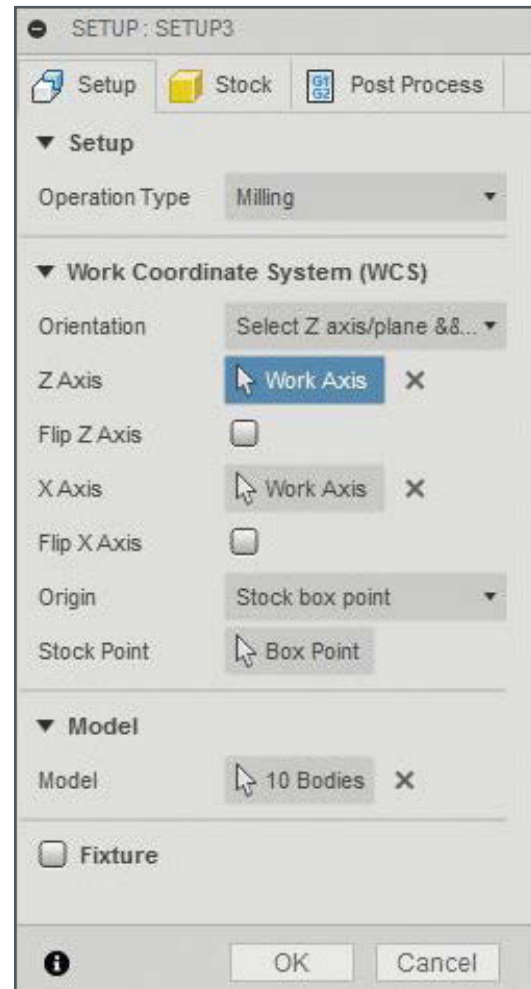 SETUP : SETUP3
Setup Stock G1 G2 Post Process
Setup
Operation Type Milling
Work Coordinate System (WCS)
Orientation Select Z axis/plane &&...
Z Axis Work Axis
Flip Z Axis
X Axis Work Axis
Flip X Axis
Origin Stock box point
Stock Point Box Point
Model
Model 10 Bodies
Fixture
OK Cancel